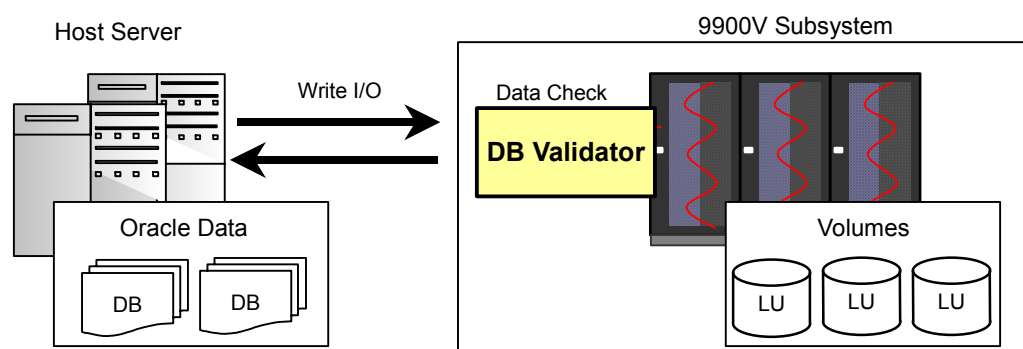 Host Server
9900V Subsystem
Write I/O
Data Check
DB Validator
Oracle Data
DB
DB
Volumes
LU
LU
LU